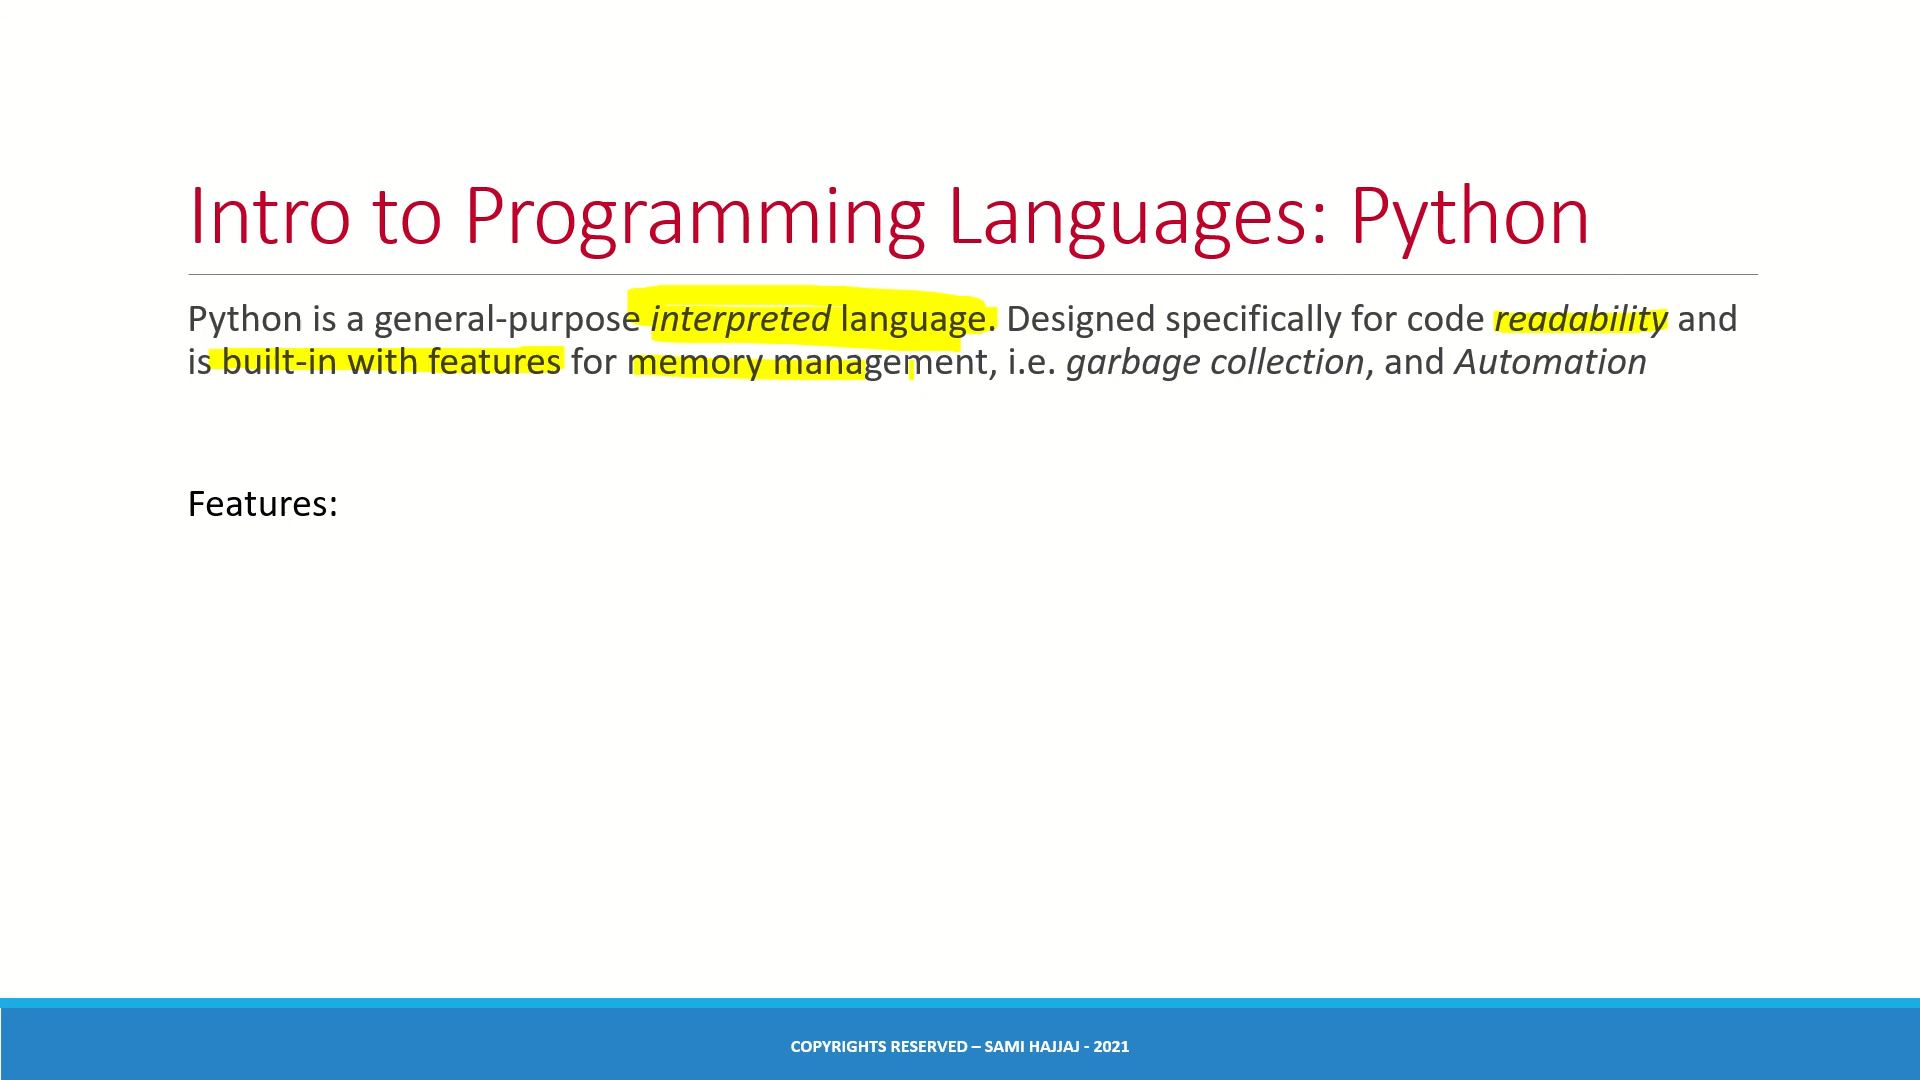 Intro to Programming Languages: Python
Python is a general-purpose interpreted language. Designed specifically for code readability and
is built-in with features for memory management, i.e. garbage collection, and Automation
Features:
COPYRIGHTS RESERVED – SAMI HAJJAJ - 2021